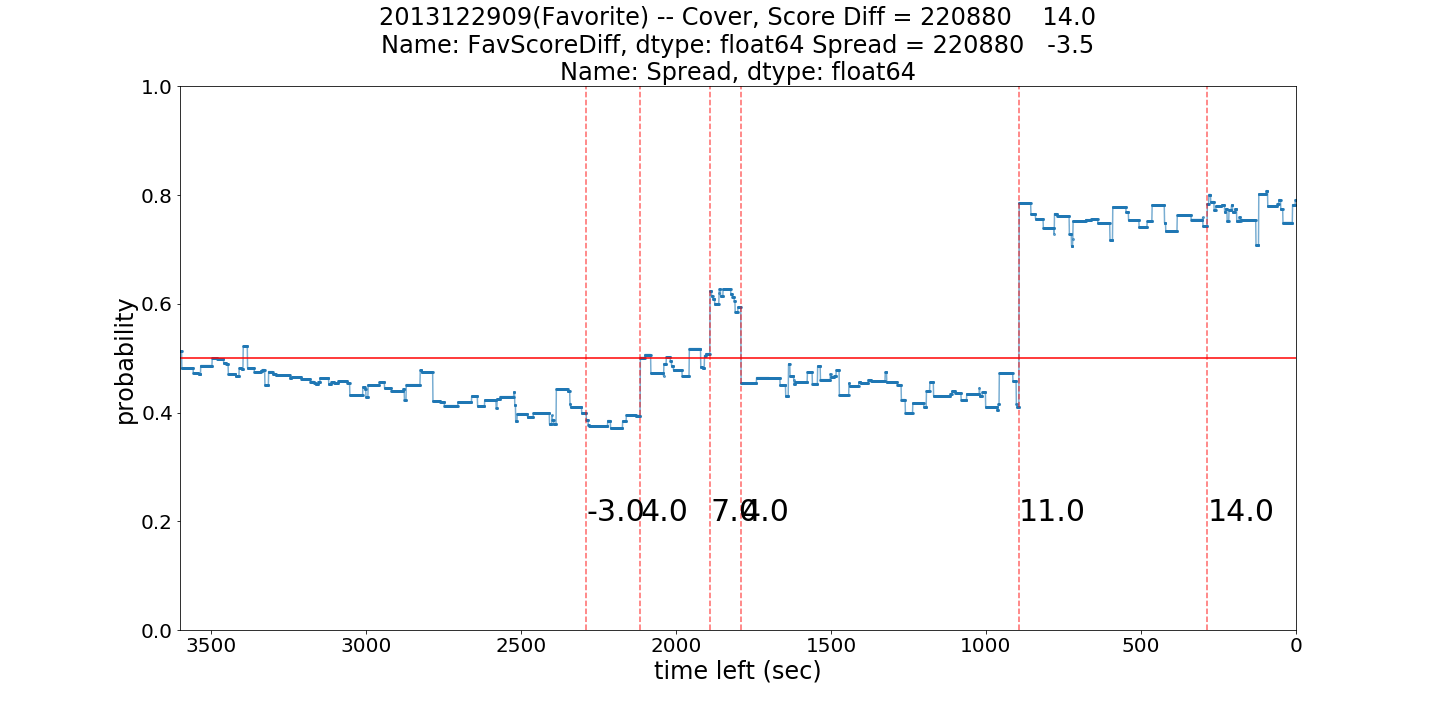 2013122909(Favorite) -- Cover, Score Diff = 220880    14.0
Name: FavScoreDiff, dtype: float64 Spread = 220880   -3.5
Name: Spread, dtype: float64
1.0
0.8
0.6
0.4
0.2
0.0
probability
-3.0 4.0 7.0 4.0 11.0 14.0
3500 3000 2500 2000 1500 1000 500 0
time left (sec)